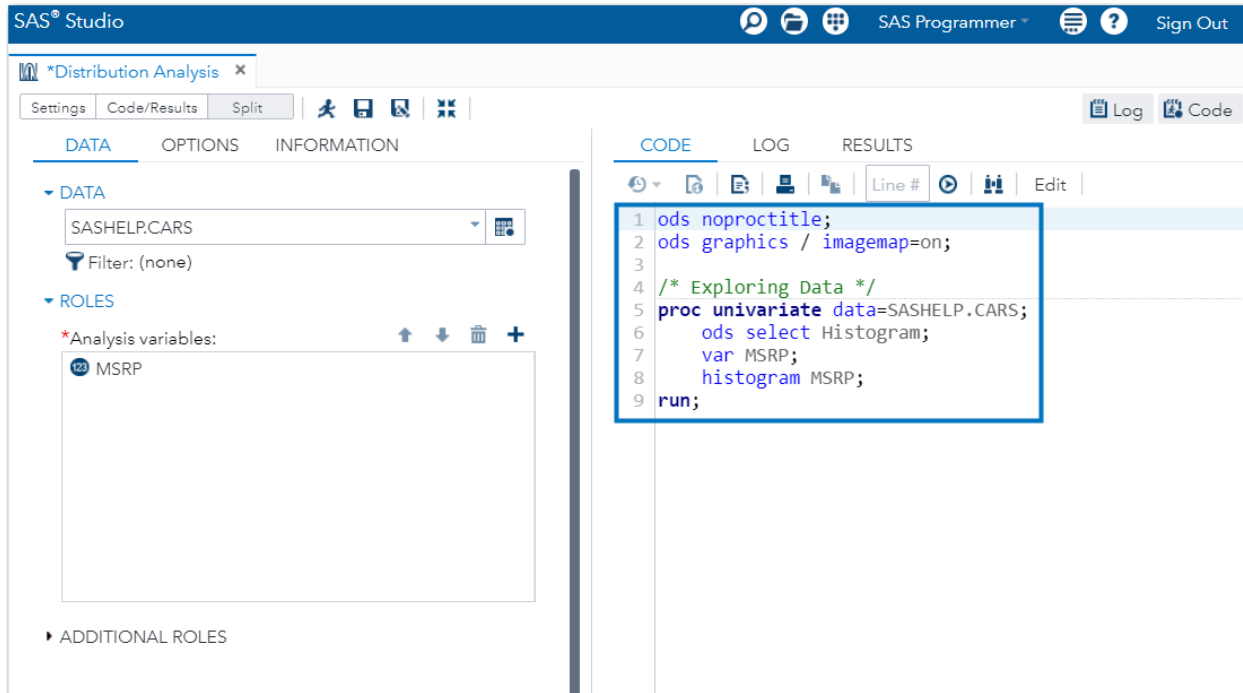 SAS® Studio SAS Programmer ? Sign Out
*Distribution Analysis ×
Settings Code/Results Split Log Code
DATA OPTIONS INFORMATION
DATA
SASHELP.CARS
Filter: (none)
ROLES
*Analysis variables:
123 MSRP
ADDITIONAL ROLES
CODE LOG RESULTS
Line # Edit
1 ods noproctitle;
2 ods graphics / imagemap=on;
3
4 /* Exploring Data */
5 proc univariate data=SASHELP.CARS;
6 ods select Histogram;
7 var MSRP;
8 histogram MSRP;
9 run;